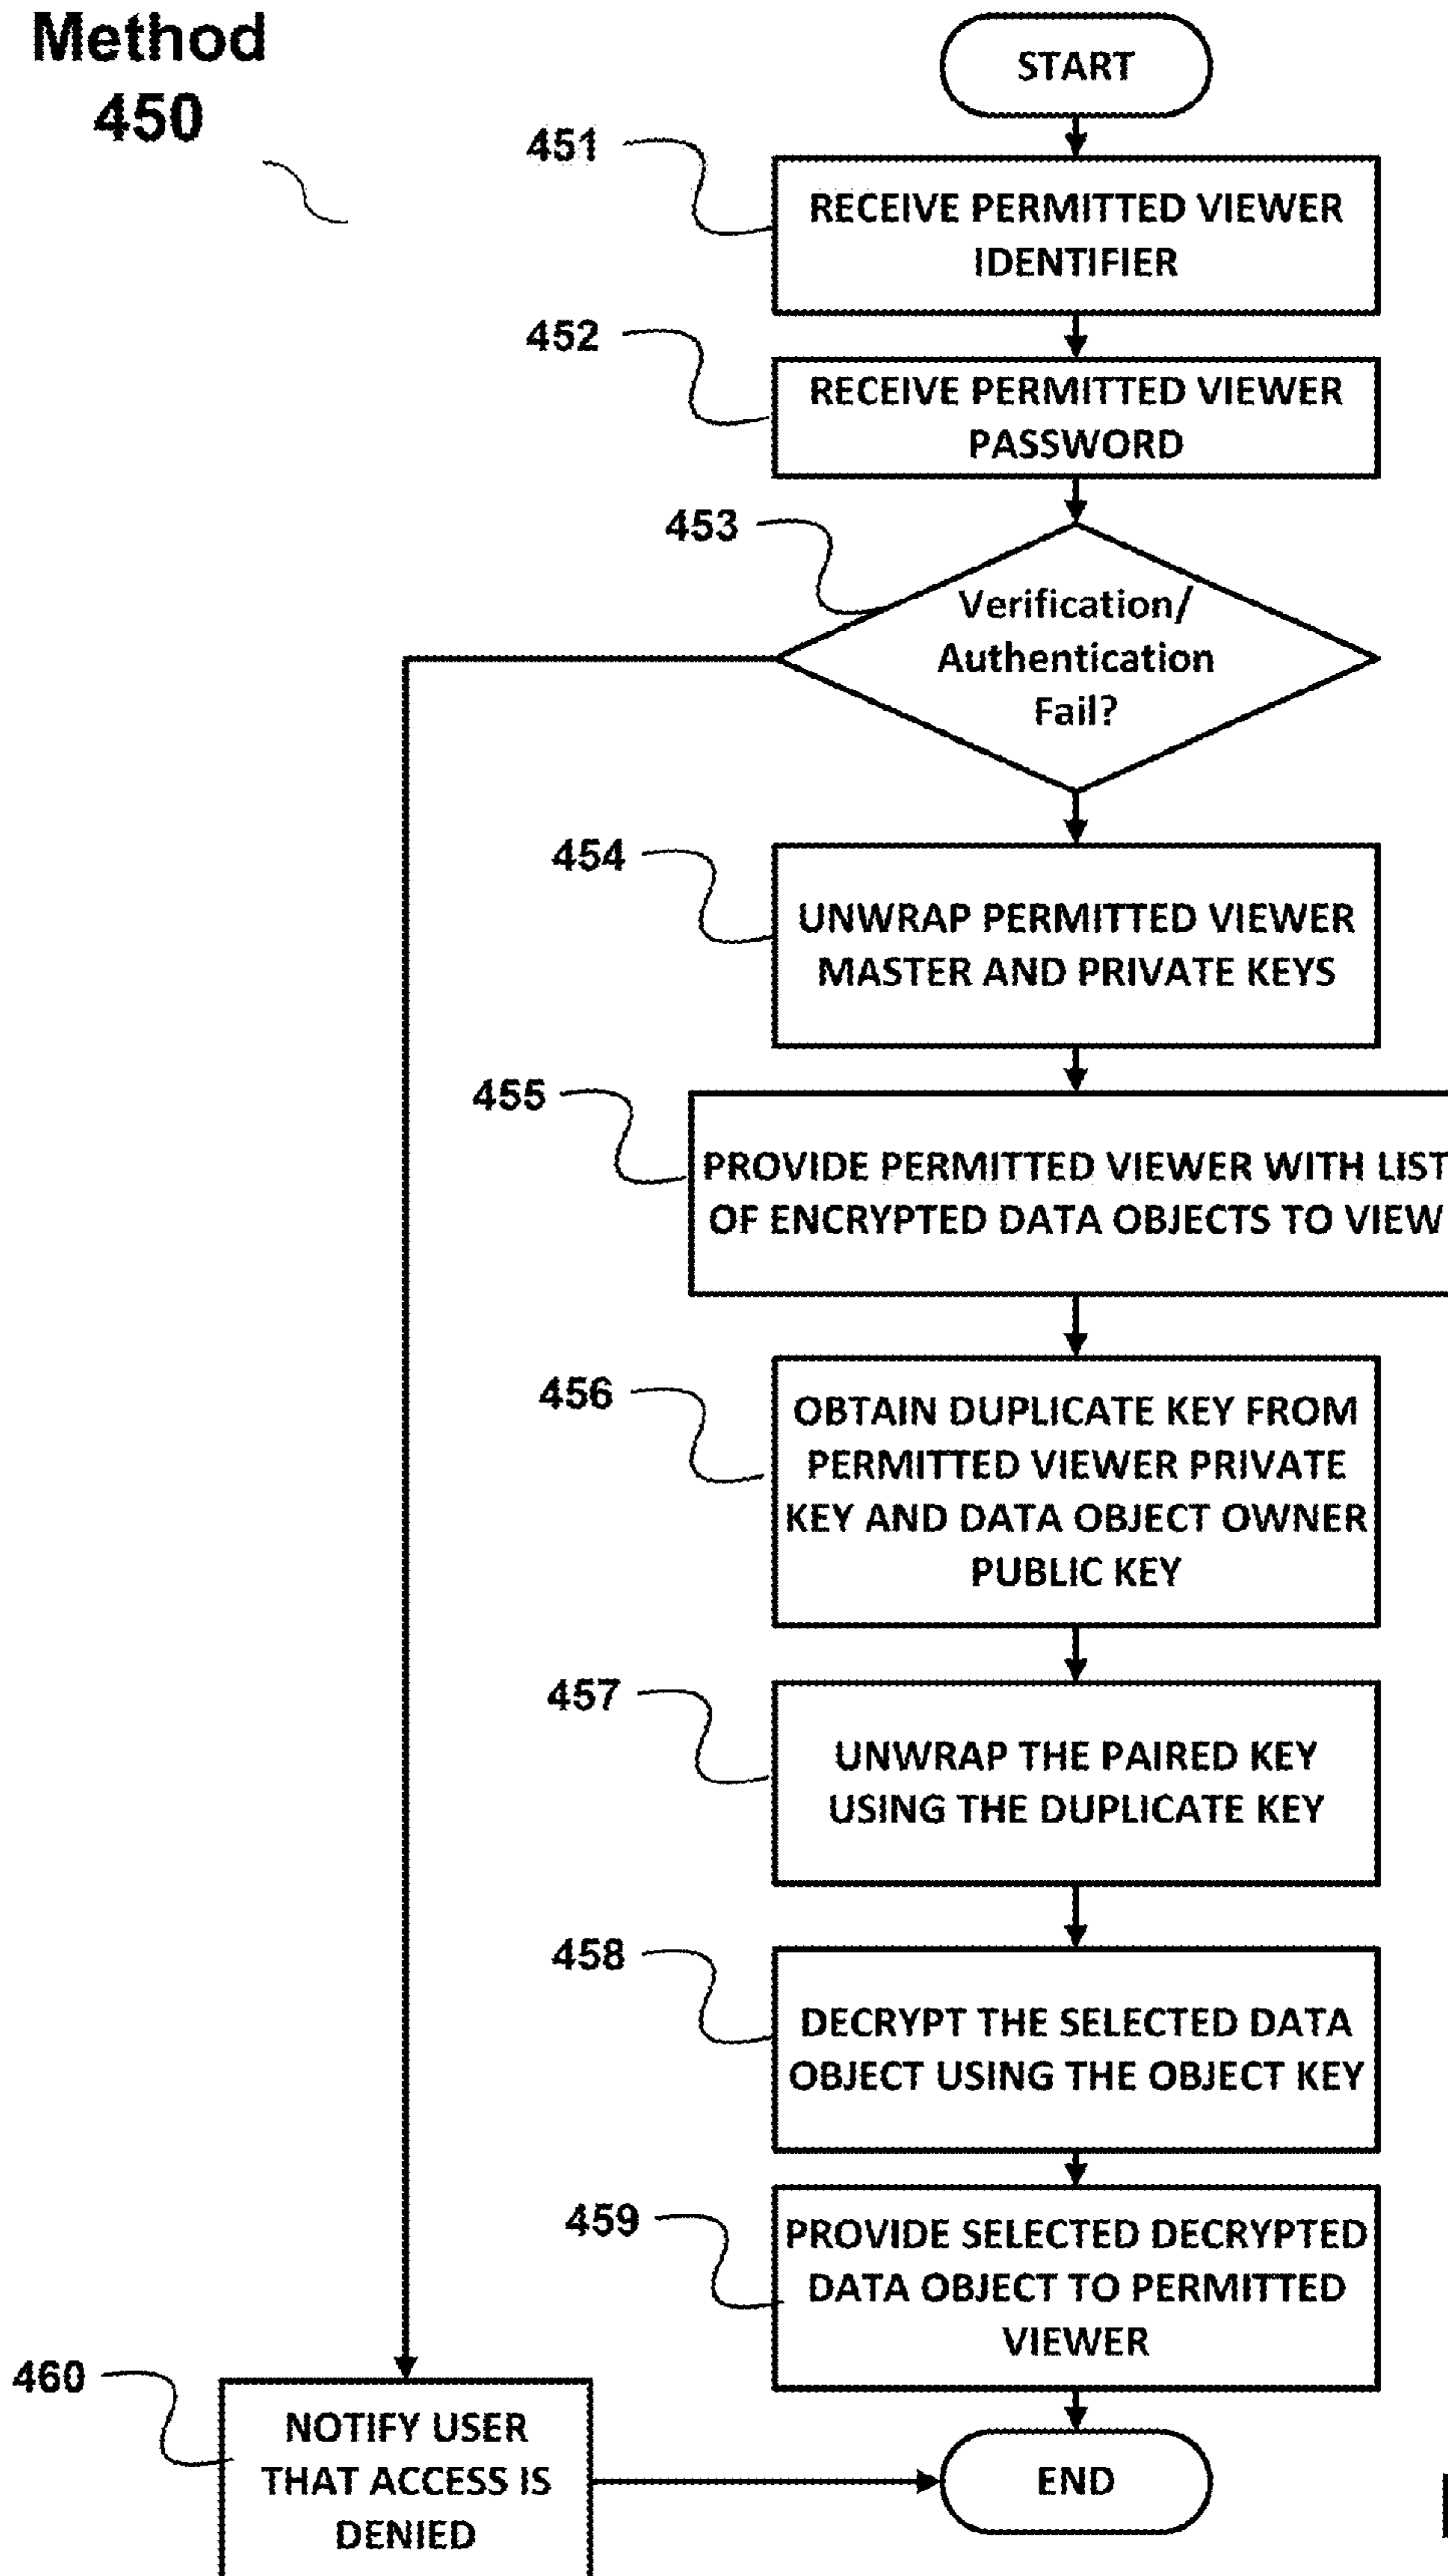 Method
450
START
451
RECEIVE PERMITTED VIEWER
IDENTIFIER
452
RECEIVE PERMITTED VIEWER
PASSWORD
453
Verification/
Authentication
Fail?
454
UNWRAP PERMITTED VIEWER
MASTER AND PRIVATE KEYS
455
PROVIDE PERMITTED VIEWER WITH LIST
OF ENCRYPTED DATA OBJECTS TO VIEW
456
OBTAIN DUPLICATE KEY FROM
PERMITTED VIEWER PRIVATE
KEY AND DATA OBJECT OWNER
PUBLIC KEY
457
UNWRAP THE PAIRED KEY
USING THE DUPLICATE KEY
458
DECRYPT THE SELECTED DATA
OBJECT USING THE OBJECT KEY
459
PROVIDE SELECTED DECRYPTED
DATA OBJECT TO PERMITTED
VIEWER
460
NOTIFY USER
THAT ACCESS IS
DENIED
END